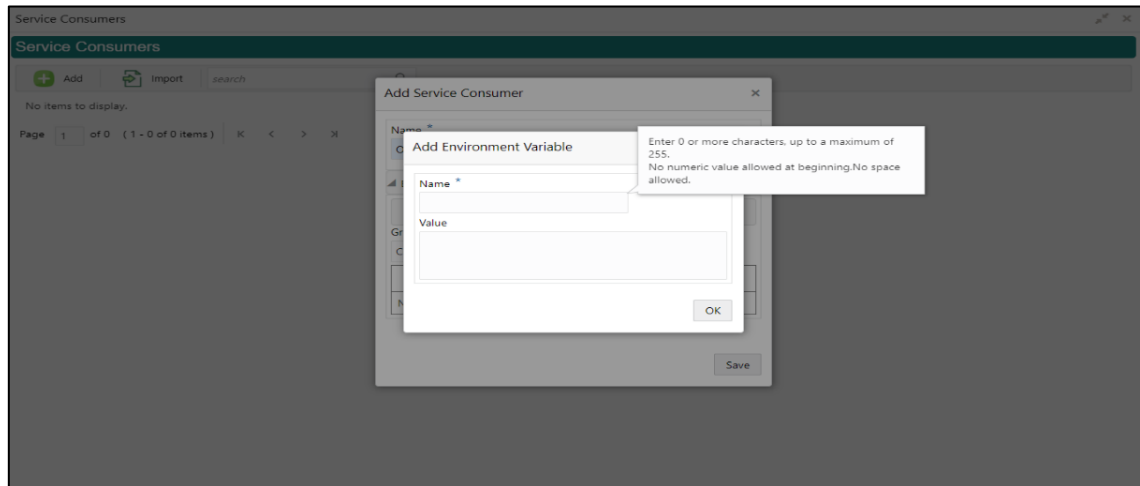 Service Consumers
Service Consumers
Add Import search
No items to display.
Page 1 of 0 ( 1 - 0 of 0 items )
Add Service Consumer
Name *
Add Environment Variable
Enter 0 or more characters, up to a maximum of
255.
No numeric value allowed at beginning.No space
allowed.
Name *
Value
OK
Save